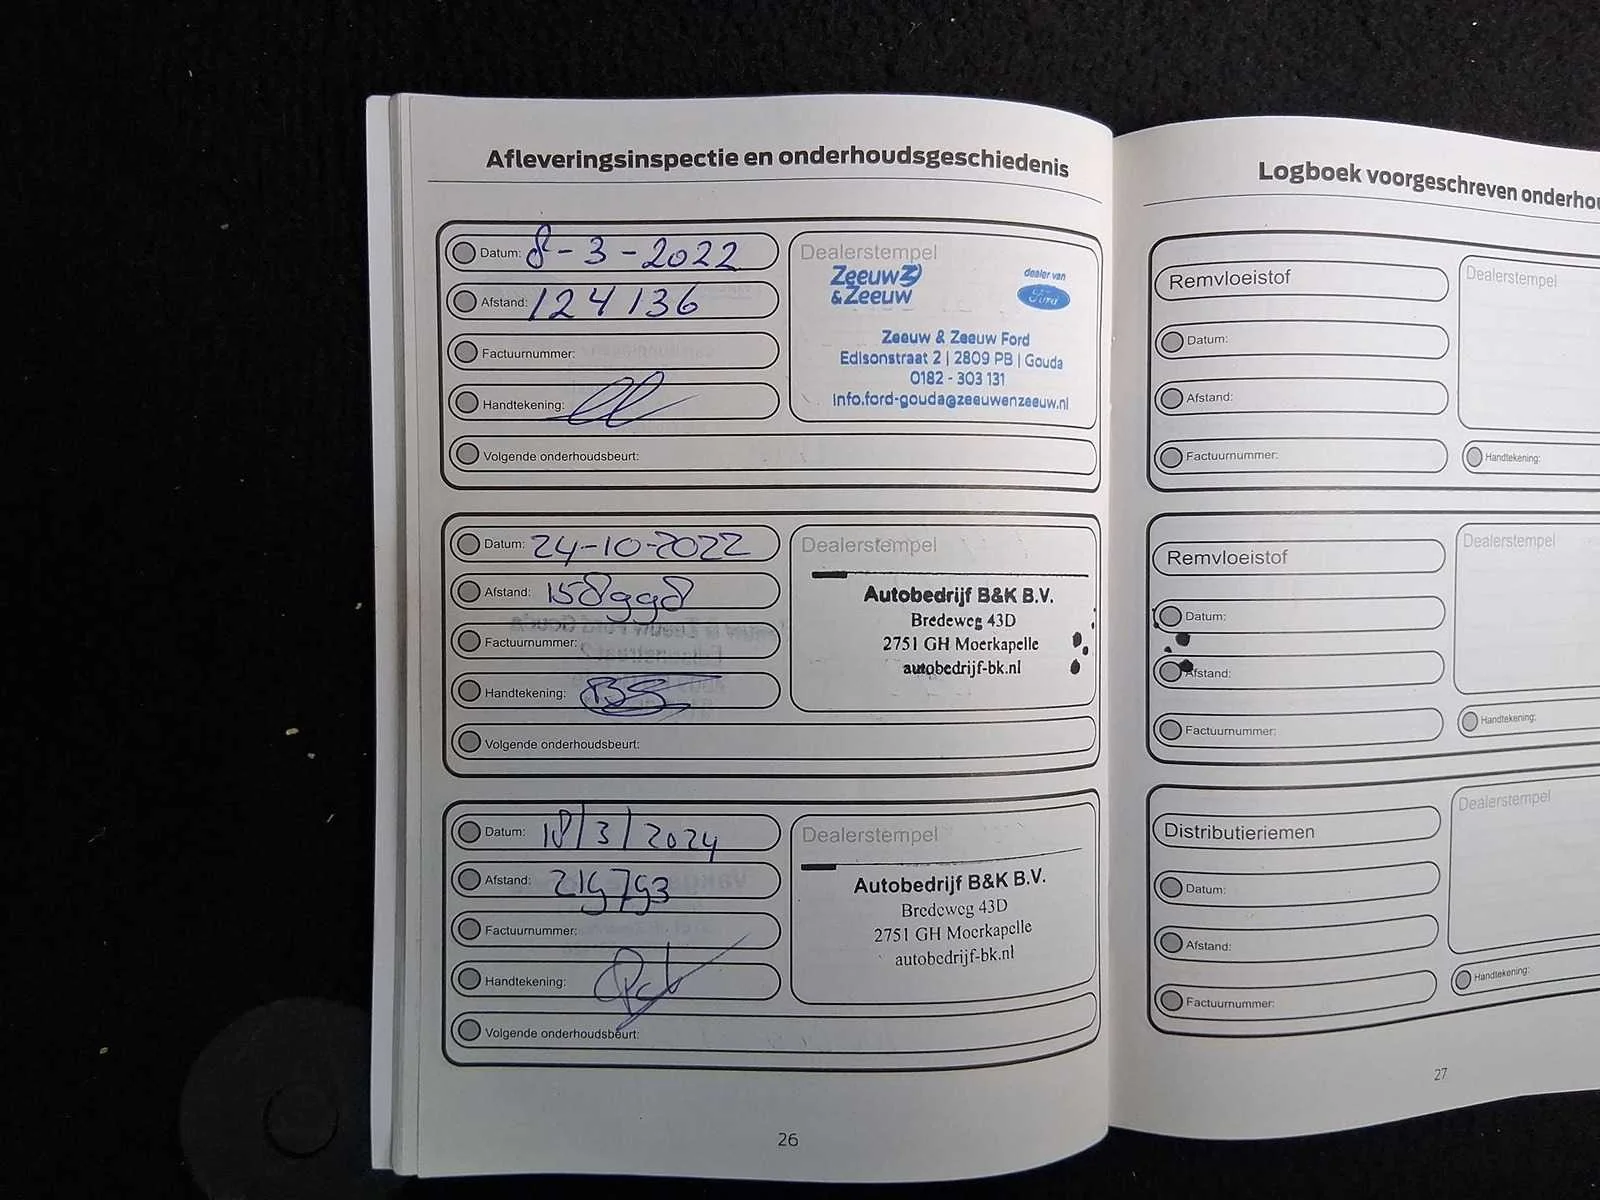 Afleveringsinspectie en onderhoudsgeschiedenis
Datum: 8-3-2022
Afstand: 124136
Factuurnummer:
Handtekening:
Volgende onderhoudsbeurt:
Dealerstempel
Zeeuw
& Zeeuw
dealer van
Ford
Zeeuw & Zeeuw Ford
Edisonstraat 2 | 2809 PB | Gouda
0182 - 303 131
info.ford-gouda@zeeuwenzeeuw.nl
Datum: 24-10-2022
Afstand: 158998
Factuurnummer:
Handtekening:
Volgende onderhoudsbeurt:
Dealerstempel
Autobedrijf B&K B.V.
Bredeweg 43D
2751 GH Moerkapelle
autobedrijf-bk.nl
Datum: 18/3/2024
Afstand: 219793
Factuurnummer:
Handtekening:
Volgende onderhoudsbeurt:
Dealerstempel
Autobedrijf B&K B.V.
Bredeweg 43D
2751 GH Moerkapelle
autobedrijf-bk.nl
26
Logboek voorgeschreven onderhou
Remvloeistof
Datum:
Afstand:
Factuurnummer:
Dealerstempel
Handtekening:
Remvloeistof
Datum:
Afstand:
Factuurnummer:
Dealerstempel
Handtekening:
Distributieriemen
Datum:
Afstand:
Factuurnummer:
Dealerstempel
Handtekening:
27